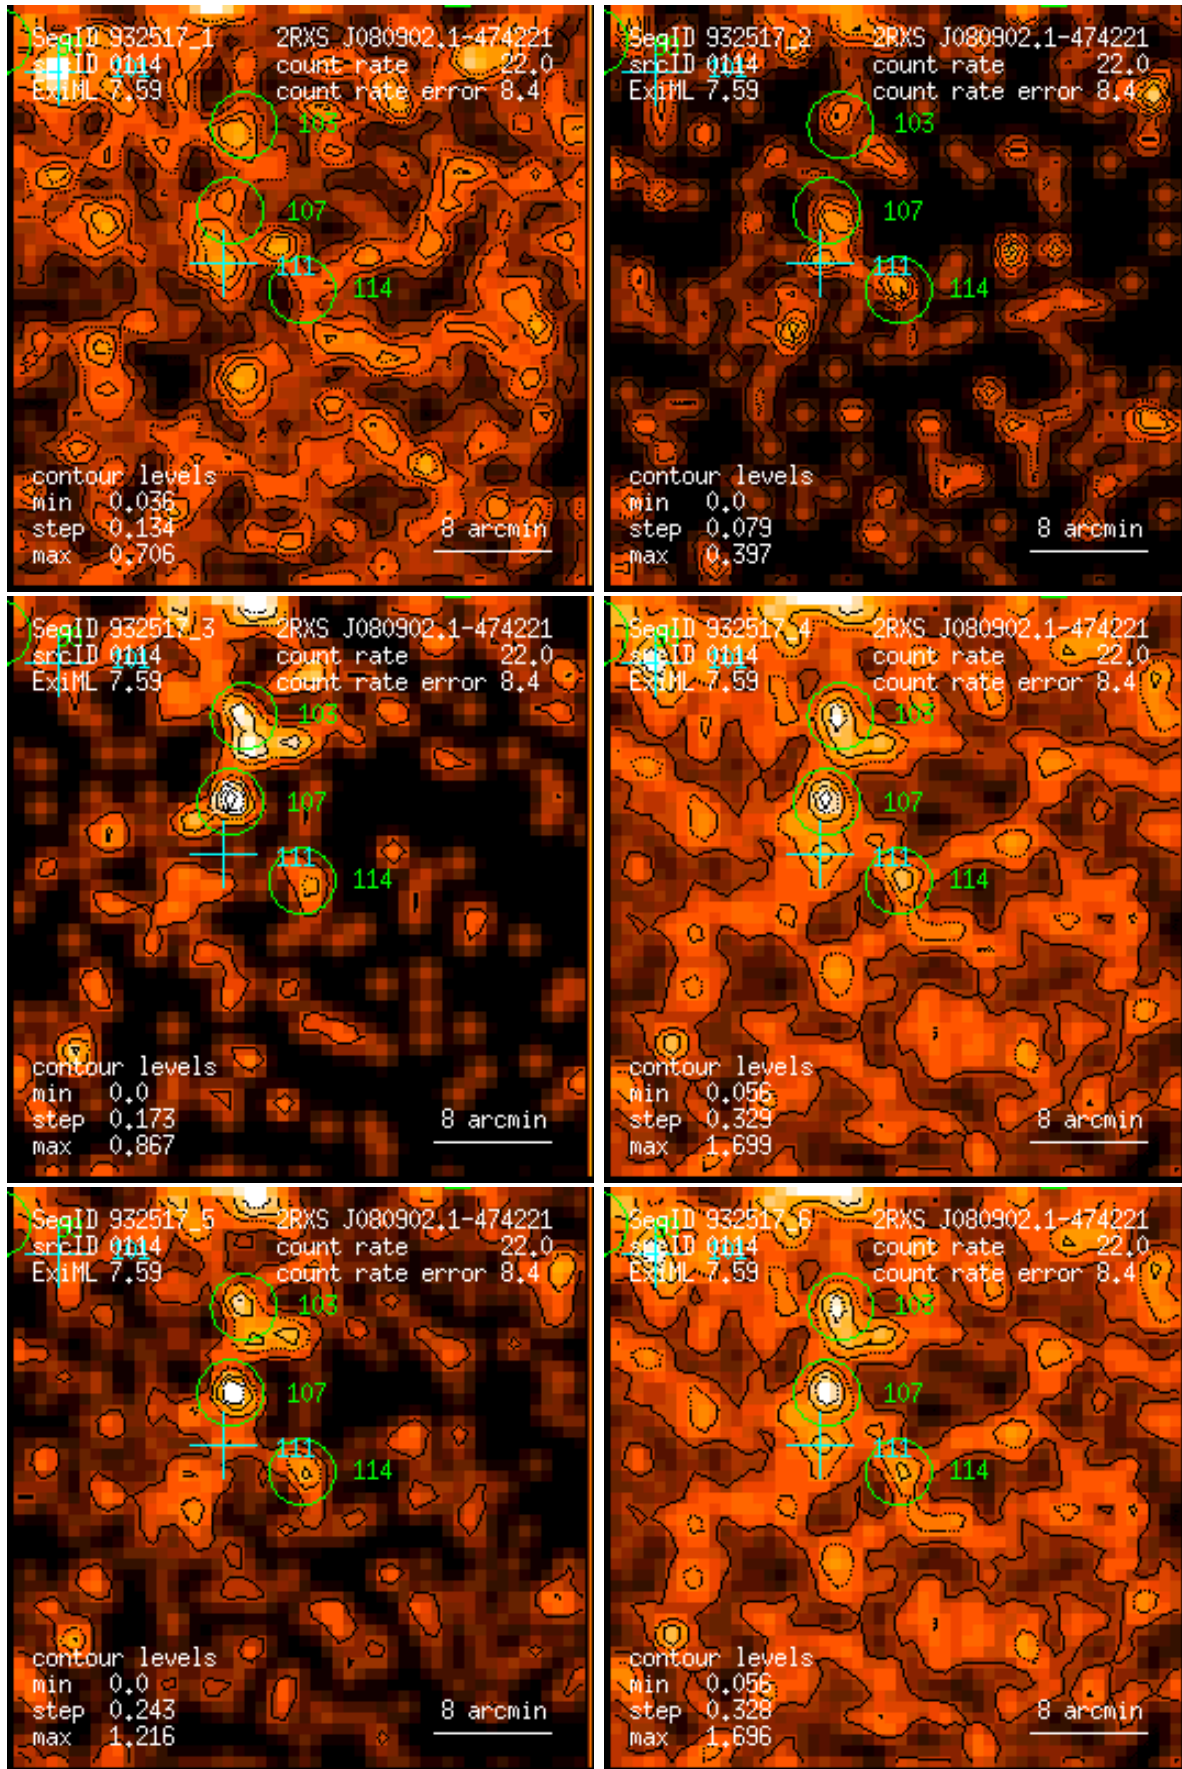 SegID 932517_1 2RXS J080902.1-474221
srcID 0114 count rate 22.0
ExiML 7.59 count rate error 8.4
103
107
111
114
contour levels
min 0.036
step 0.134
max 0.706
8 arcmin
SegID 932517_2 2RXS J080902.1-474221
srcID 0114 count rate 22.0
ExiML 7.59 count rate error 8.4
103
107
111
114
contour levels
min 0.0
step 0.079
max 0.397
8 arcmin
SegID 932517_3 2RXS J080902.1-474221
srcID 0114 count rate 22.0
ExiML 7.59 count rate error 8.4
103
107
111
114
contour levels
min 0.0
step 0.173
max 0.867
8 arcmin
SegID 932517_4 2RXS J080902.1-474221
srcID 0114 count rate 22.0
ExiML 7.59 count rate error 8.4
103
107
111
114
contour levels
min 0.056
step 0.329
max 1.699
8 arcmin
SegID 932517_5 2RXS J080902.1-474221
srcID 0114 count rate 22.0
ExiML 7.59 count rate error 8.4
103
107
111
114
contour levels
min 0.0
step 0.243
max 1.216
8 arcmin
SegID 932517_6 2RXS J080902.1-474221
srcID 0114 count rate 22.0
ExiML 7.59 count rate error 8.4
103
107
111
114
contour levels
min 0.056
step 0.328
max 1.696
8 arcmin